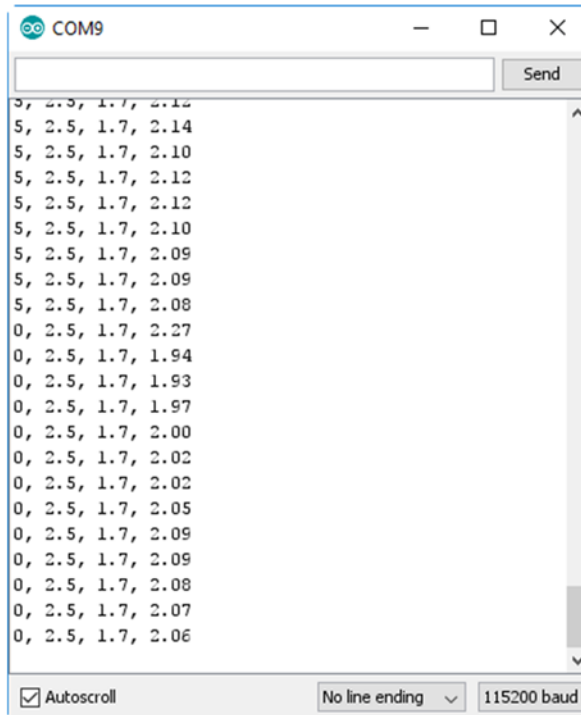 COM9
Send
5, 2.5, 1.7, 2.12
5, 2.5, 1.7, 2.14
5, 2.5, 1.7, 2.10
5, 2.5, 1.7, 2.12
5, 2.5, 1.7, 2.12
5, 2.5, 1.7, 2.10
5, 2.5, 1.7, 2.09
5, 2.5, 1.7, 2.09
5, 2.5, 1.7, 2.08
0, 2.5, 1.7, 2.27
0, 2.5, 1.7, 1.94
0, 2.5, 1.7, 1.93
0, 2.5, 1.7, 1.97
0, 2.5, 1.7, 2.00
0, 2.5, 1.7, 2.02
0, 2.5, 1.7, 2.02
0, 2.5, 1.7, 2.05
0, 2.5, 1.7, 2.09
0, 2.5, 1.7, 2.09
0, 2.5, 1.7, 2.08
0, 2.5, 1.7, 2.07
0, 2.5, 1.7, 2.06
Autoscroll No line ending 115200 baud